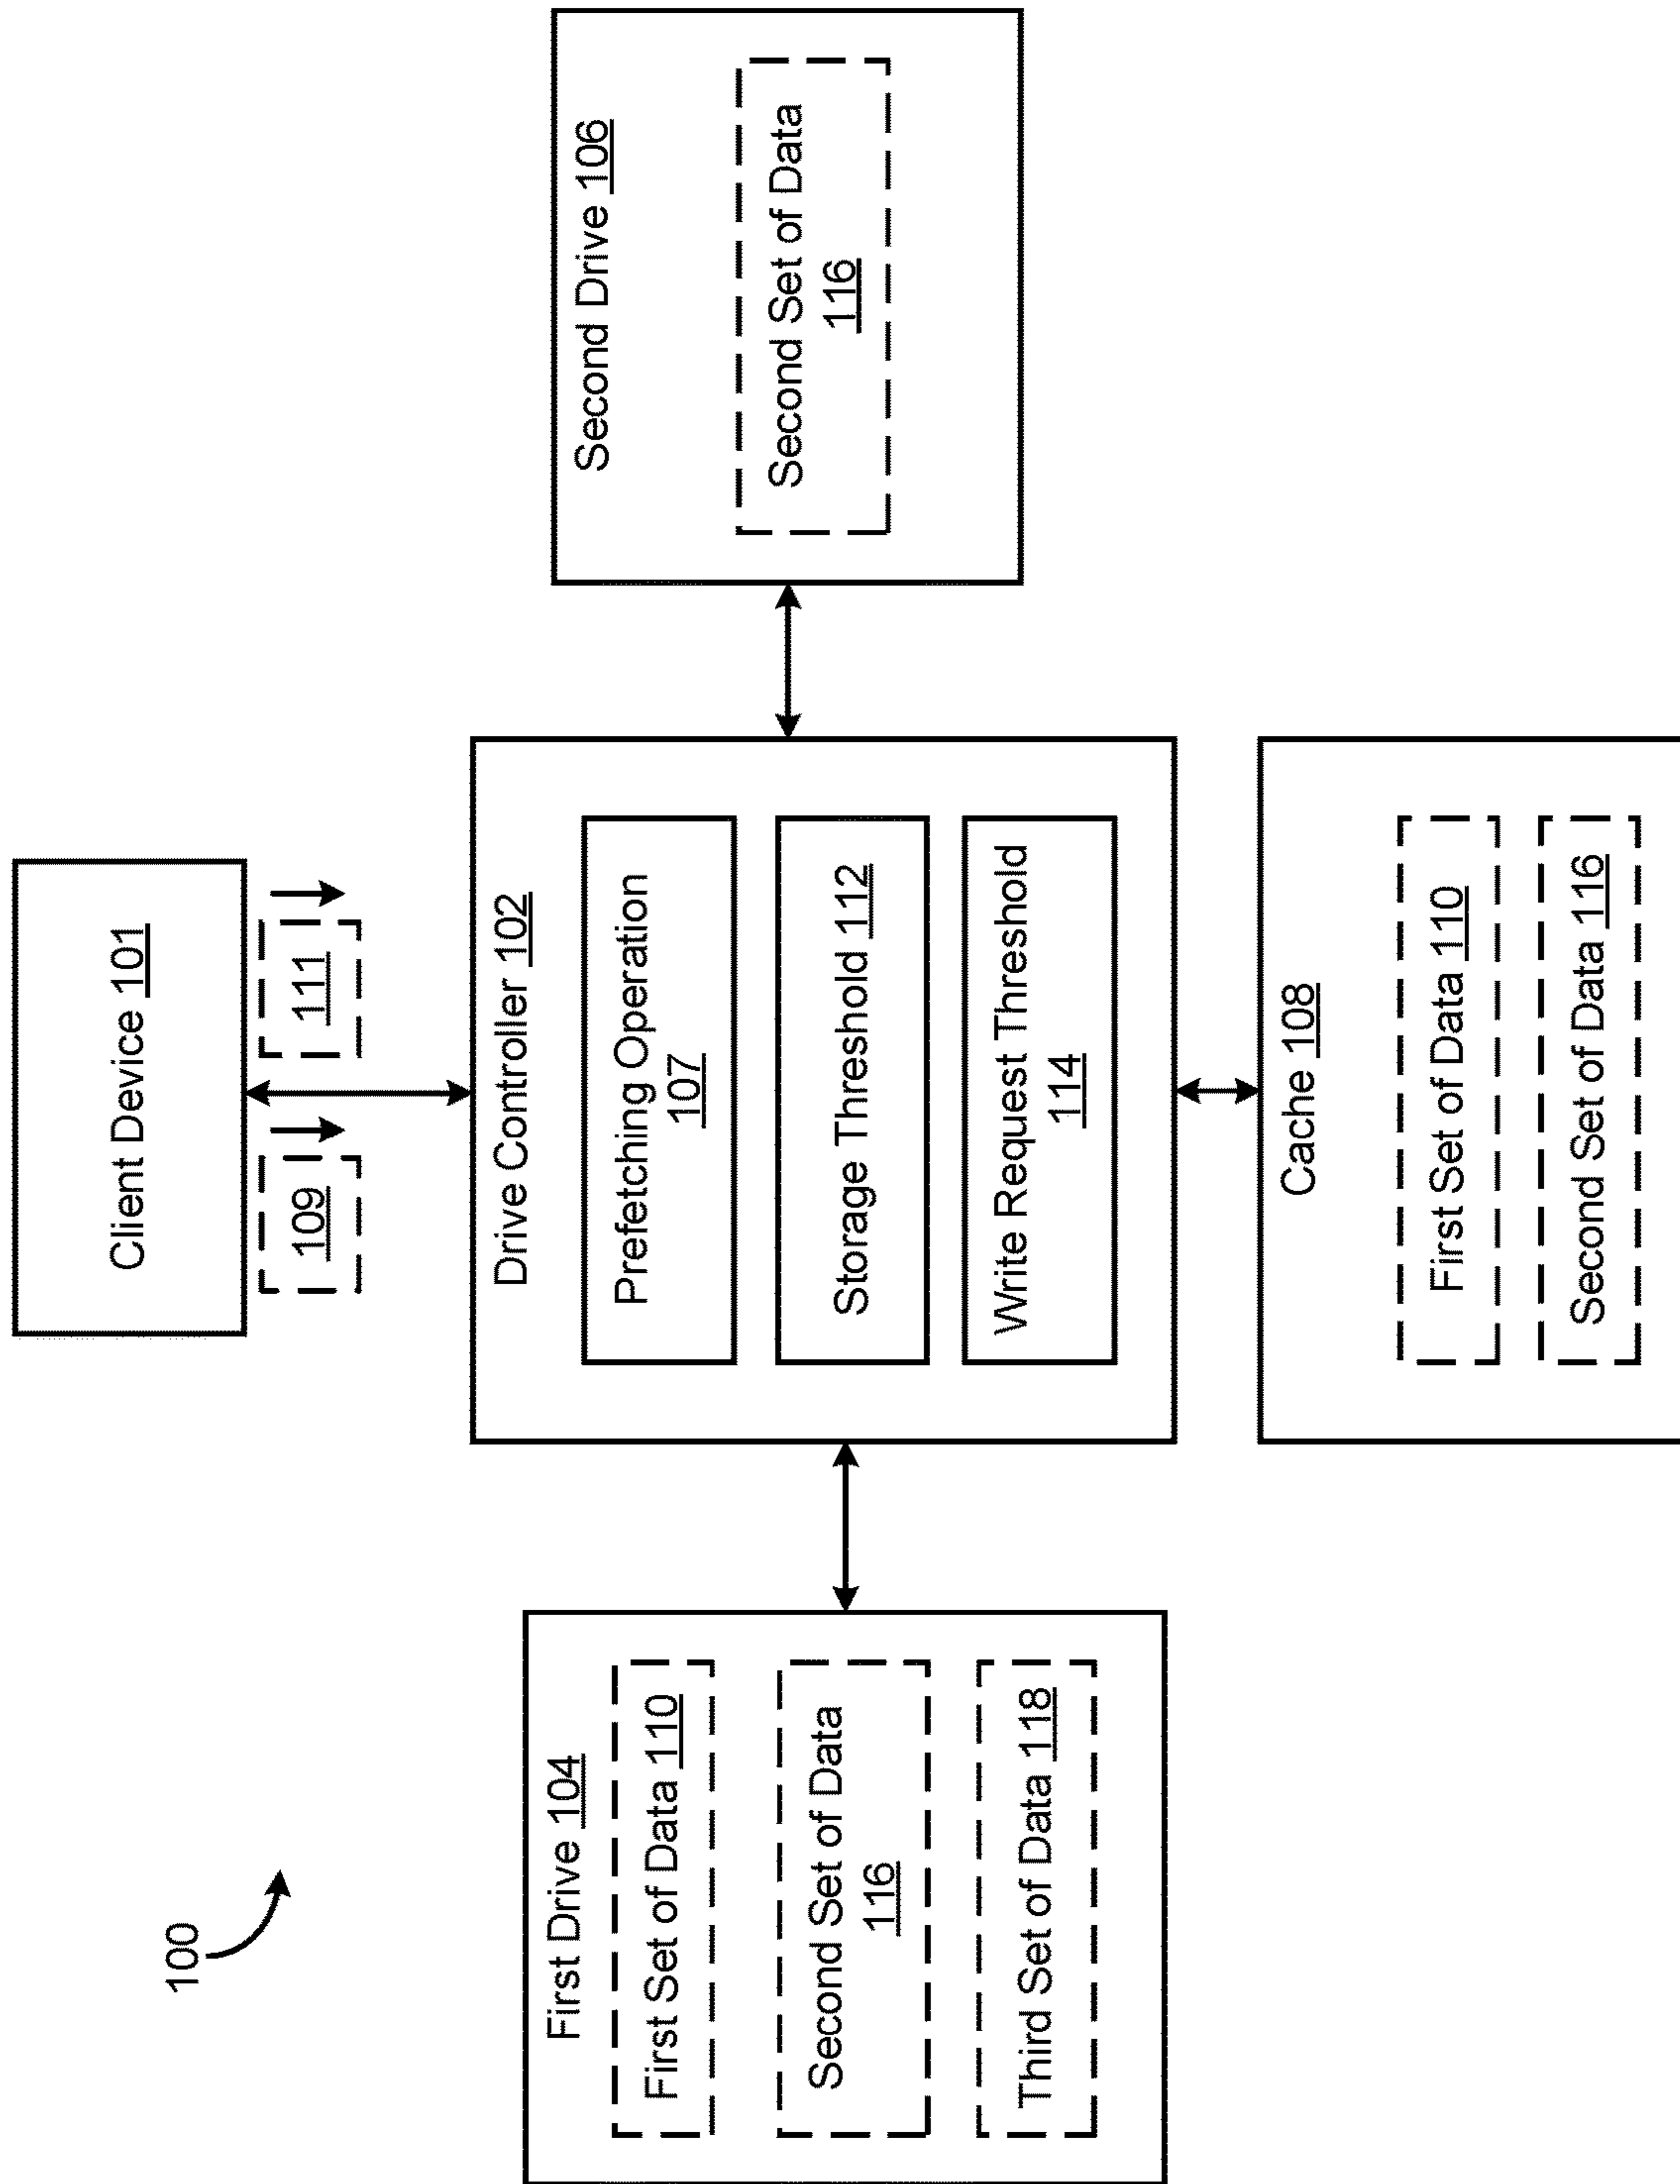 100
Client Device 101
109
111
First Drive 104
First Set of Data 110
Second Set of Data
116
Third Set of Data 118
Drive Controller 102
Prefetching Operation
107
Storage Threshold 112
Write Request Threshold
114
Second Drive 106
Second Set of Data
116
Cache 108
First Set of Data 110
Second Set of Data 116